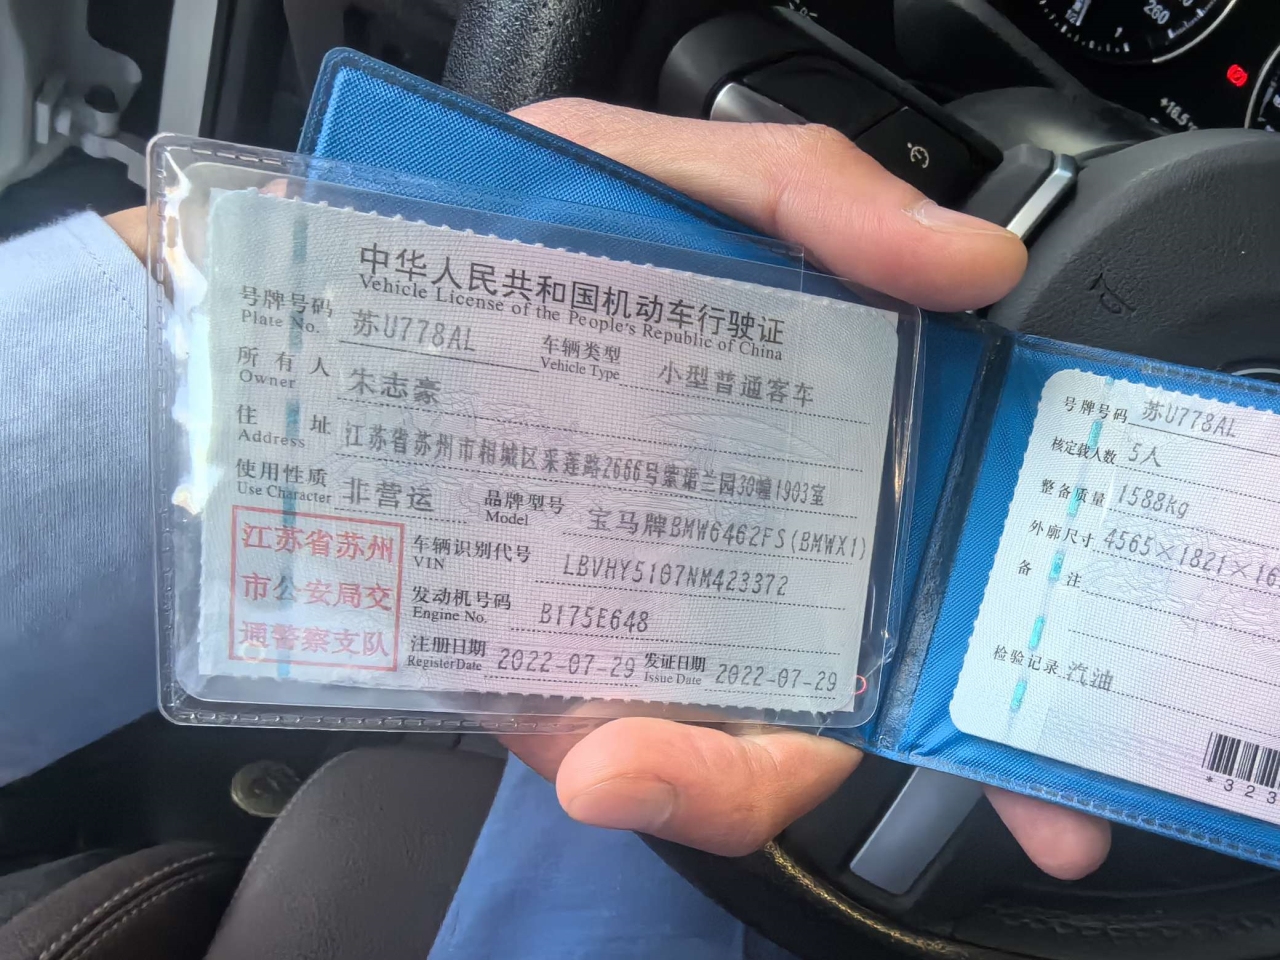 中华人民共和国机动车行驶证
Vehicle License of the People's Republic of China
号牌号码 苏U778AL 车辆类型 小型普通客车
Plate No. Vehicle Type
所有人 朱志豪
Owner
住址 江苏省苏州市相城区采莲路2666号紫珺兰园30幢1903室
Address
使用性质 非营运 品牌型号 宝马牌BMW6462FS(BMWX1)
Use Character Model
江苏省苏州
市公安局交
通警察支队
车辆识别代号 LBVHY5107NM423372
VIN
发动机号码 B175E648
Engine No.
注册日期 2022-07-29 发证日期 2022-07-29
Register Date Issue Date
号牌号码 苏U778AL
核定载人数 5人
整备质量 1588kg
外廓尺寸 4565×1821×16
备注
检验记录 汽油
*323
260
+16.5